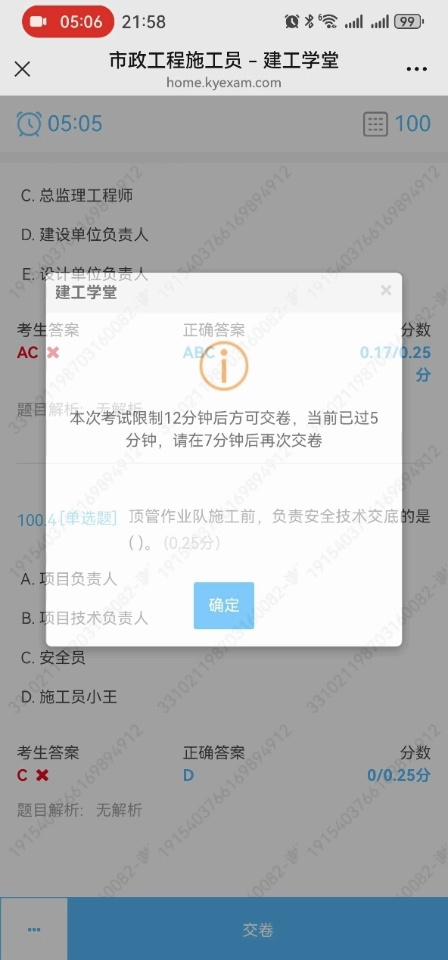 05:06 21:58 99
市政工程施工员 – 建工学堂
home.kyexam.com
05:05 100
C. 总监理工程师
D. 建设单位负责人
E. 设计单位负责人
建工学堂
考生答案 正确答案 分数
AC ABC 0.17/0.25
分
题目解析: 无解析
本次考试限制12分钟后方可交卷，当前已过5
分钟，请在7分钟后再次交卷
100.4[单选题] 顶管作业队施工前，负责安全技术交底的是
( )。 (0.25分)
A. 项目负责人
确定
B. 项目技术负责人
C. 安全员
D. 施工员小王
考生答案 正确答案 分数
C D 0/0.25分
题目解析: 无解析
交卷